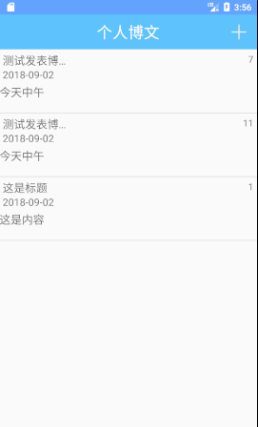 3:56
个人博文
测试发表博... 7
2018-09-02
今天中午
测试发表博... 11
2018-09-02
今天中午
这是标题 1
2018-09-02
这是内容